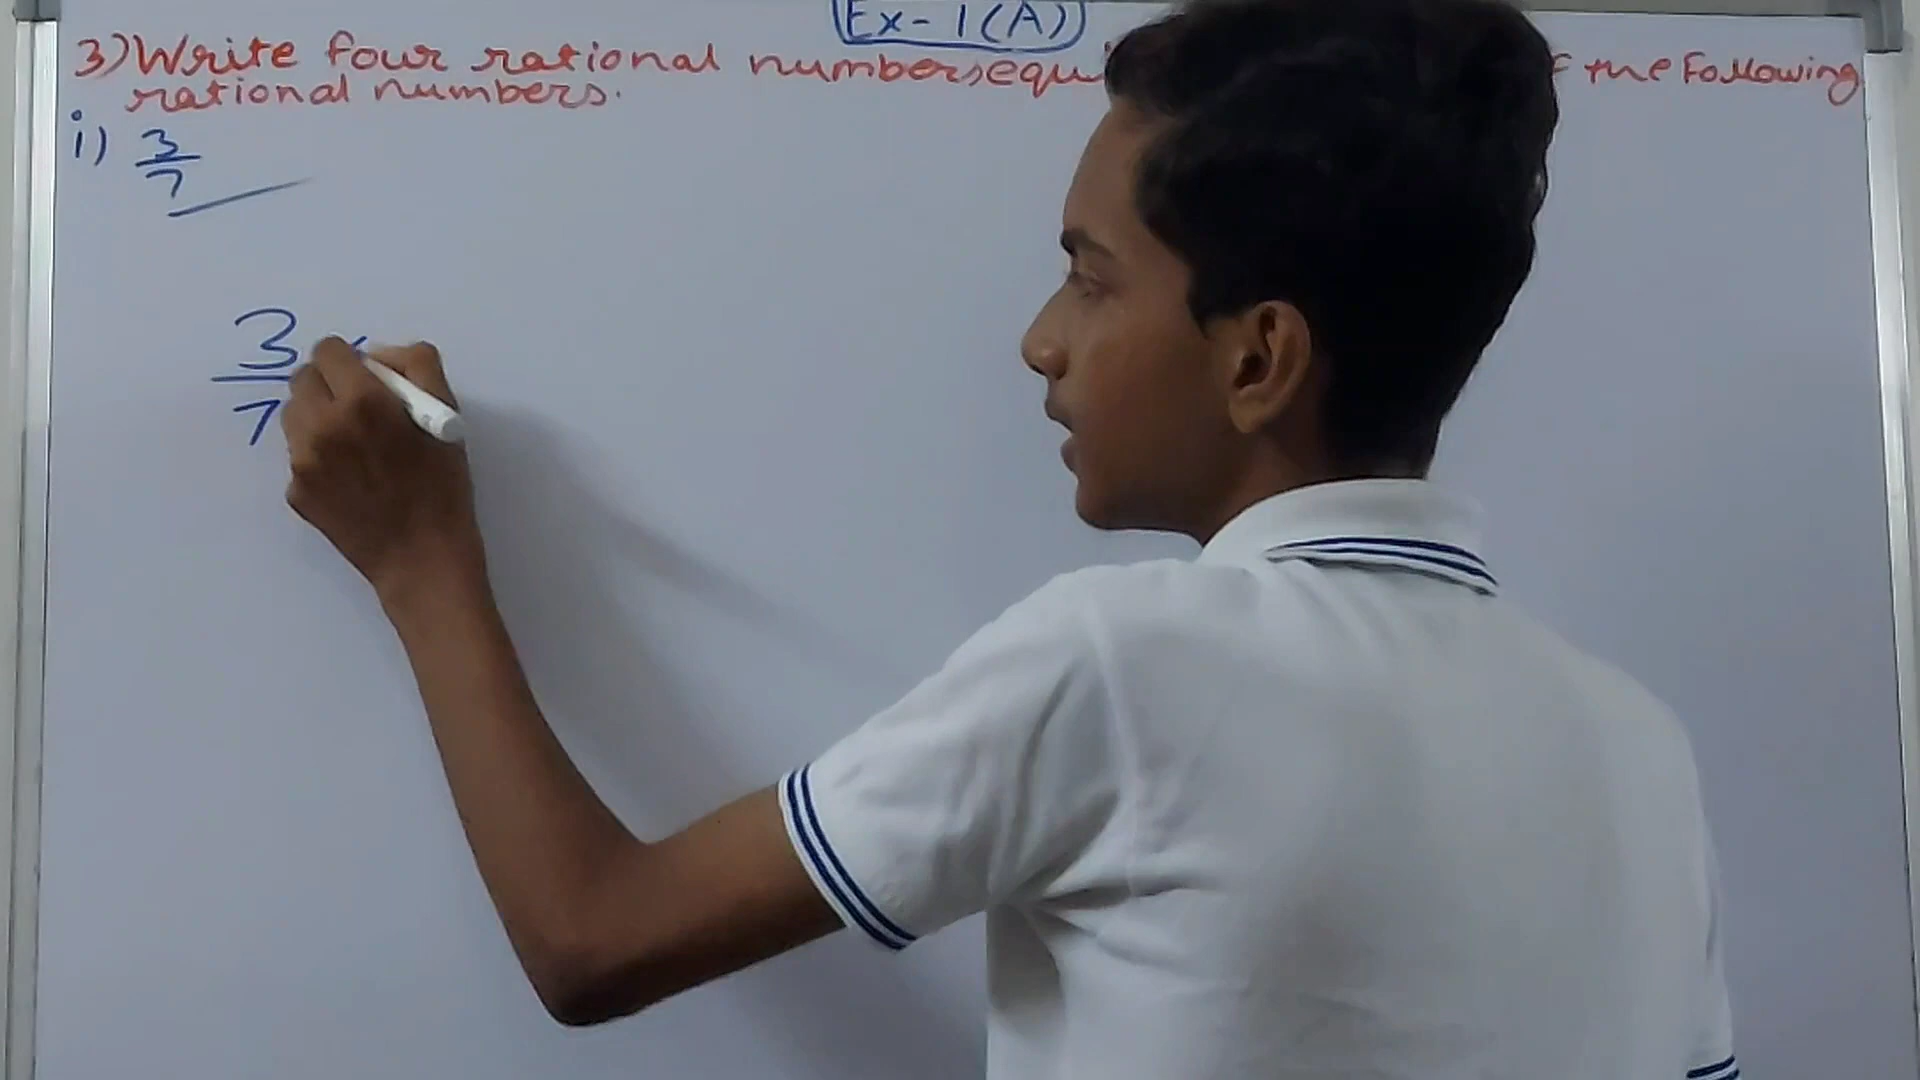 Ex-1(A)
3) Write four rational numbers, equi the Following
rational numbers.
i) 3/7
3 ×
7